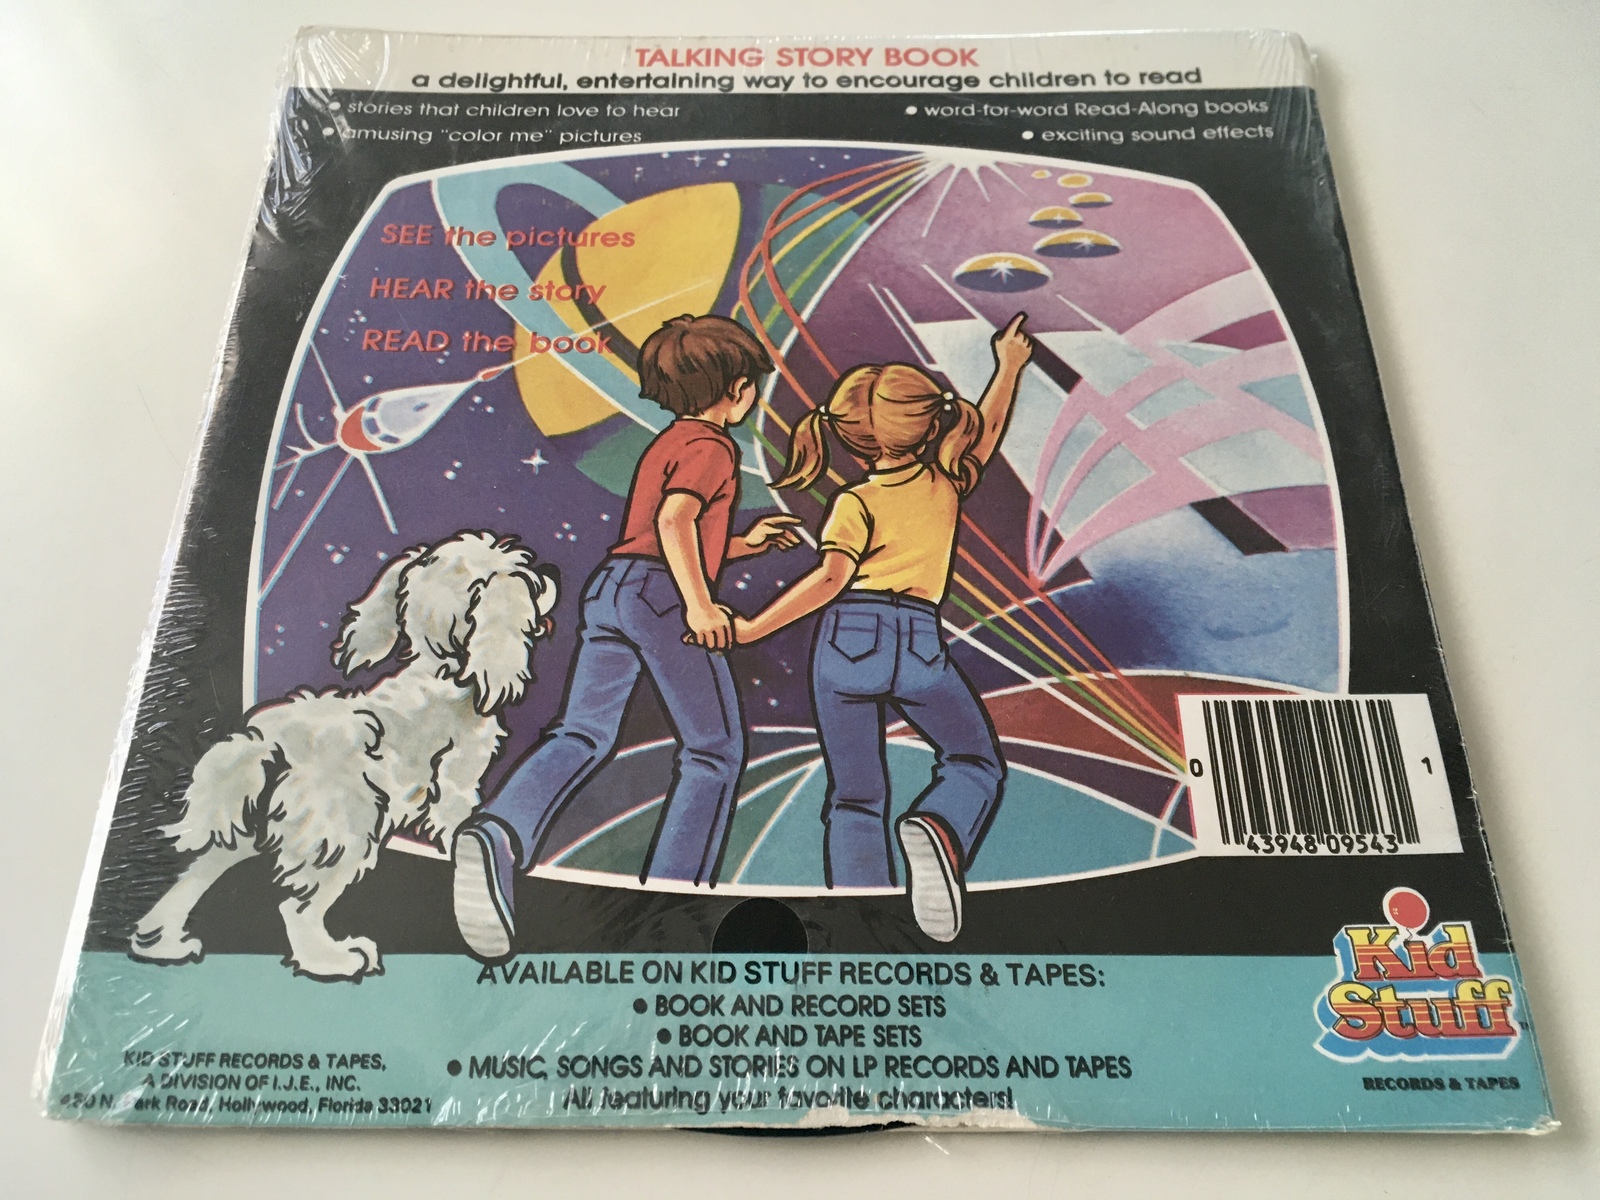 TALKING STORY BOOK
a delightful, entertaining way to encourage children to read
• stories that children love to hear
• word-for-word Read-Along books
• amusing "color me" pictures
• exciting sound effects
SEE the pictures
HEAR the story
READ the book
0 43948 09543 1
Kid
Stuff
TM
RECORDS & TAPES
AVAILABLE ON KID STUFF RECORDS & TAPES:
• BOOK AND RECORD SETS
• BOOK AND TAPE SETS
• MUSIC, SONGS AND STORIES ON LP RECORDS AND TAPES
All featuring your favorite characters!
KID STUFF RECORDS & TAPES,
A DIVISION OF I.J.E., INC.
N. Park Road, Hollywood, Florida 33021